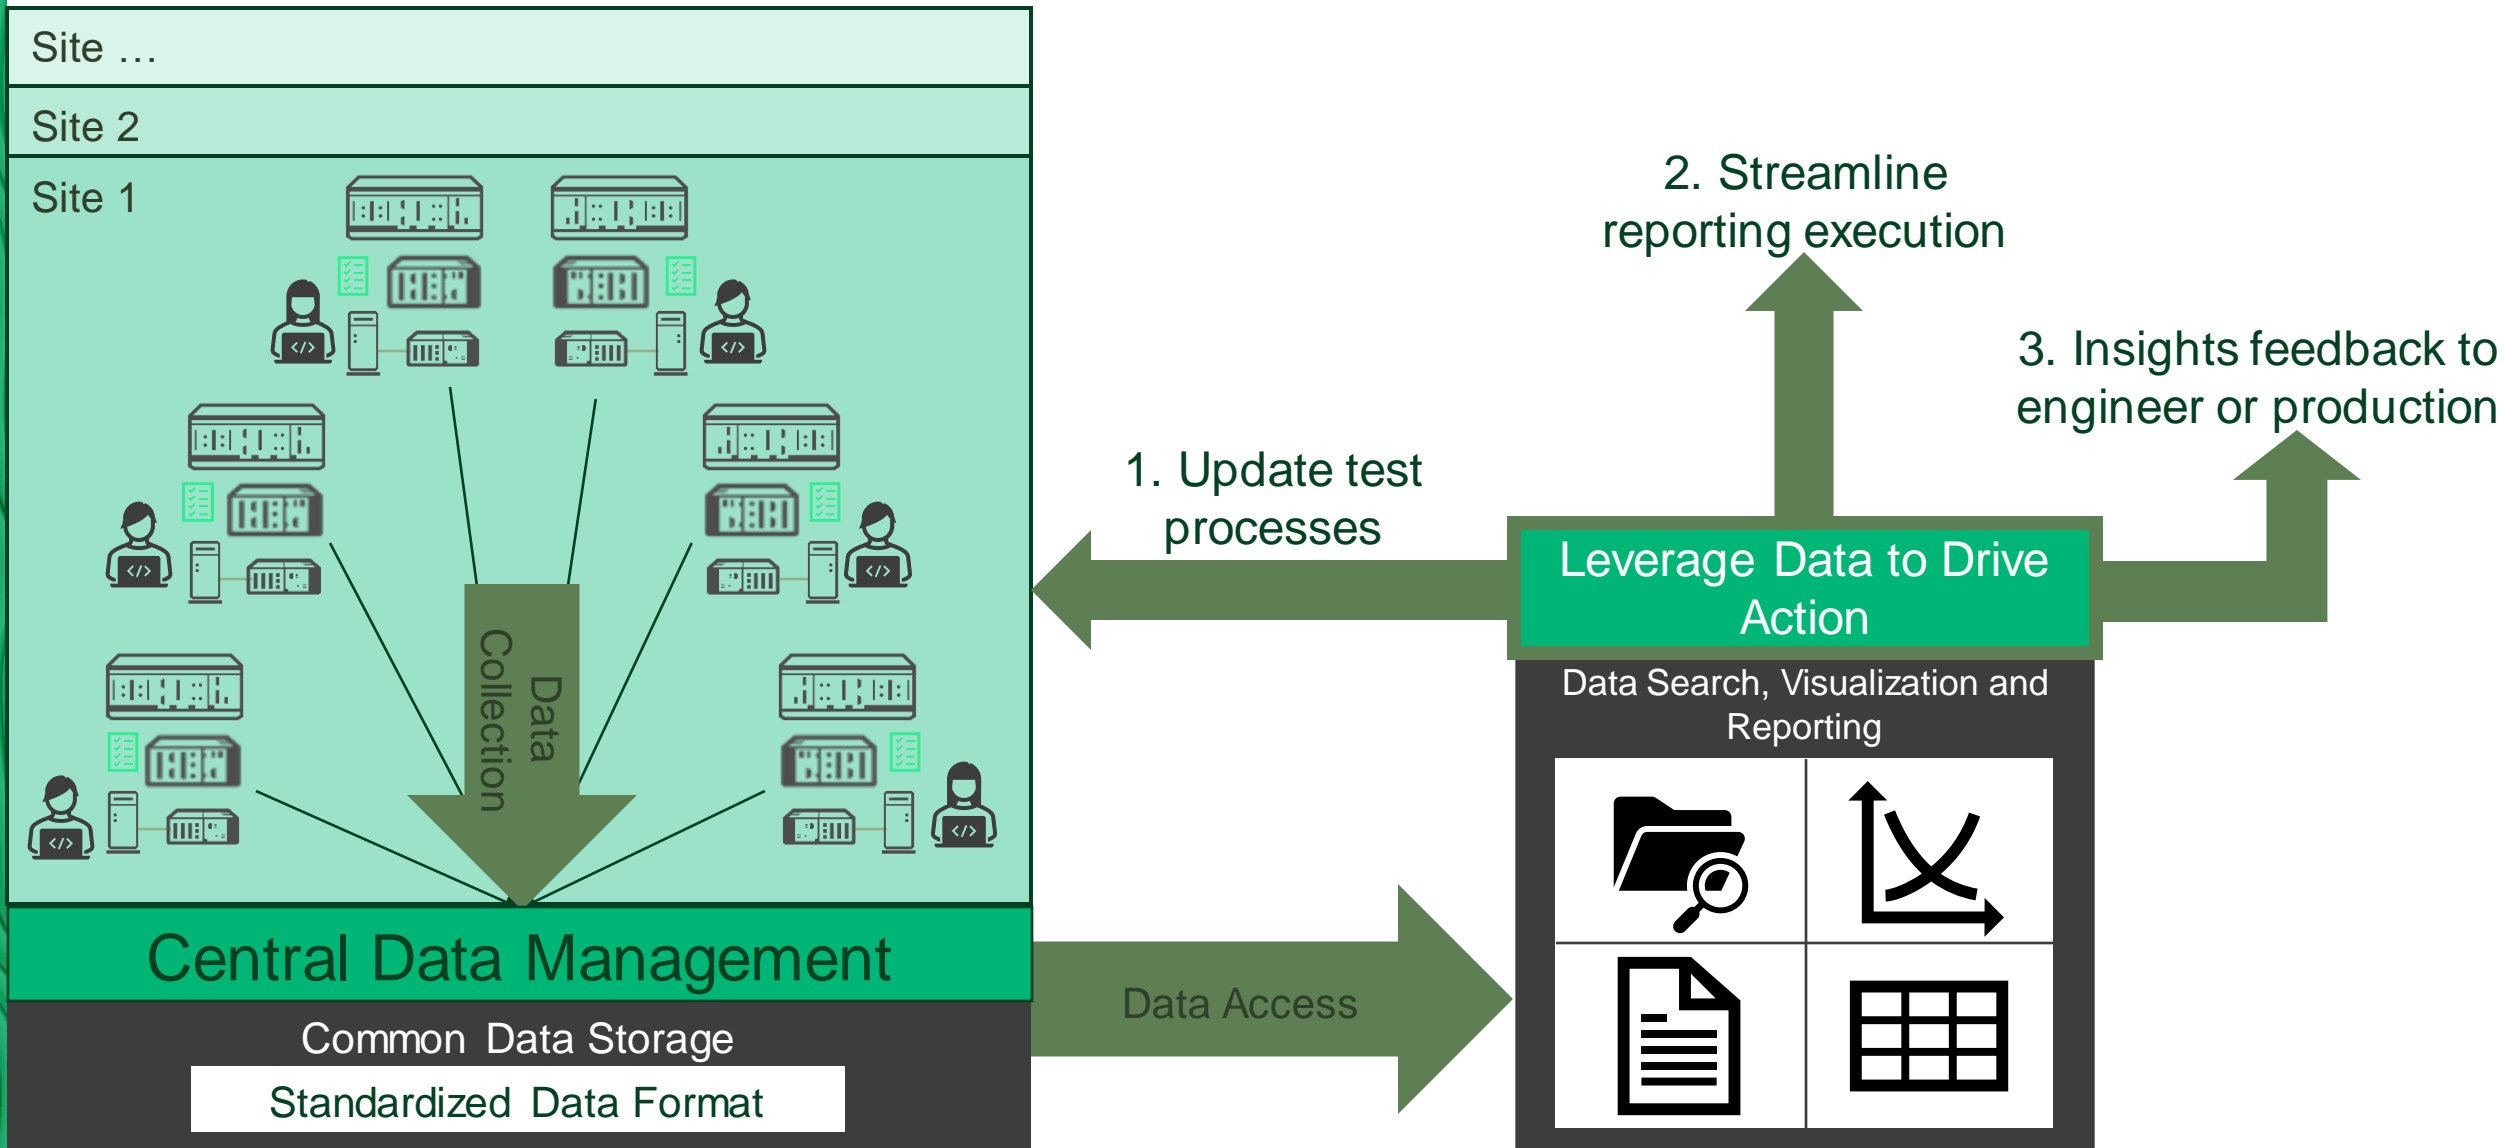 Site …
Site 2
Site 1
Data
Collection
Central Data Management
Common Data Storage
Standardized Data Format
Data Access
1. Update test
processes
2. Streamline
reporting execution
3. Insights feedback to
engineer or production
Leverage Data to Drive
Action
Data Search, Visualization and
Reporting